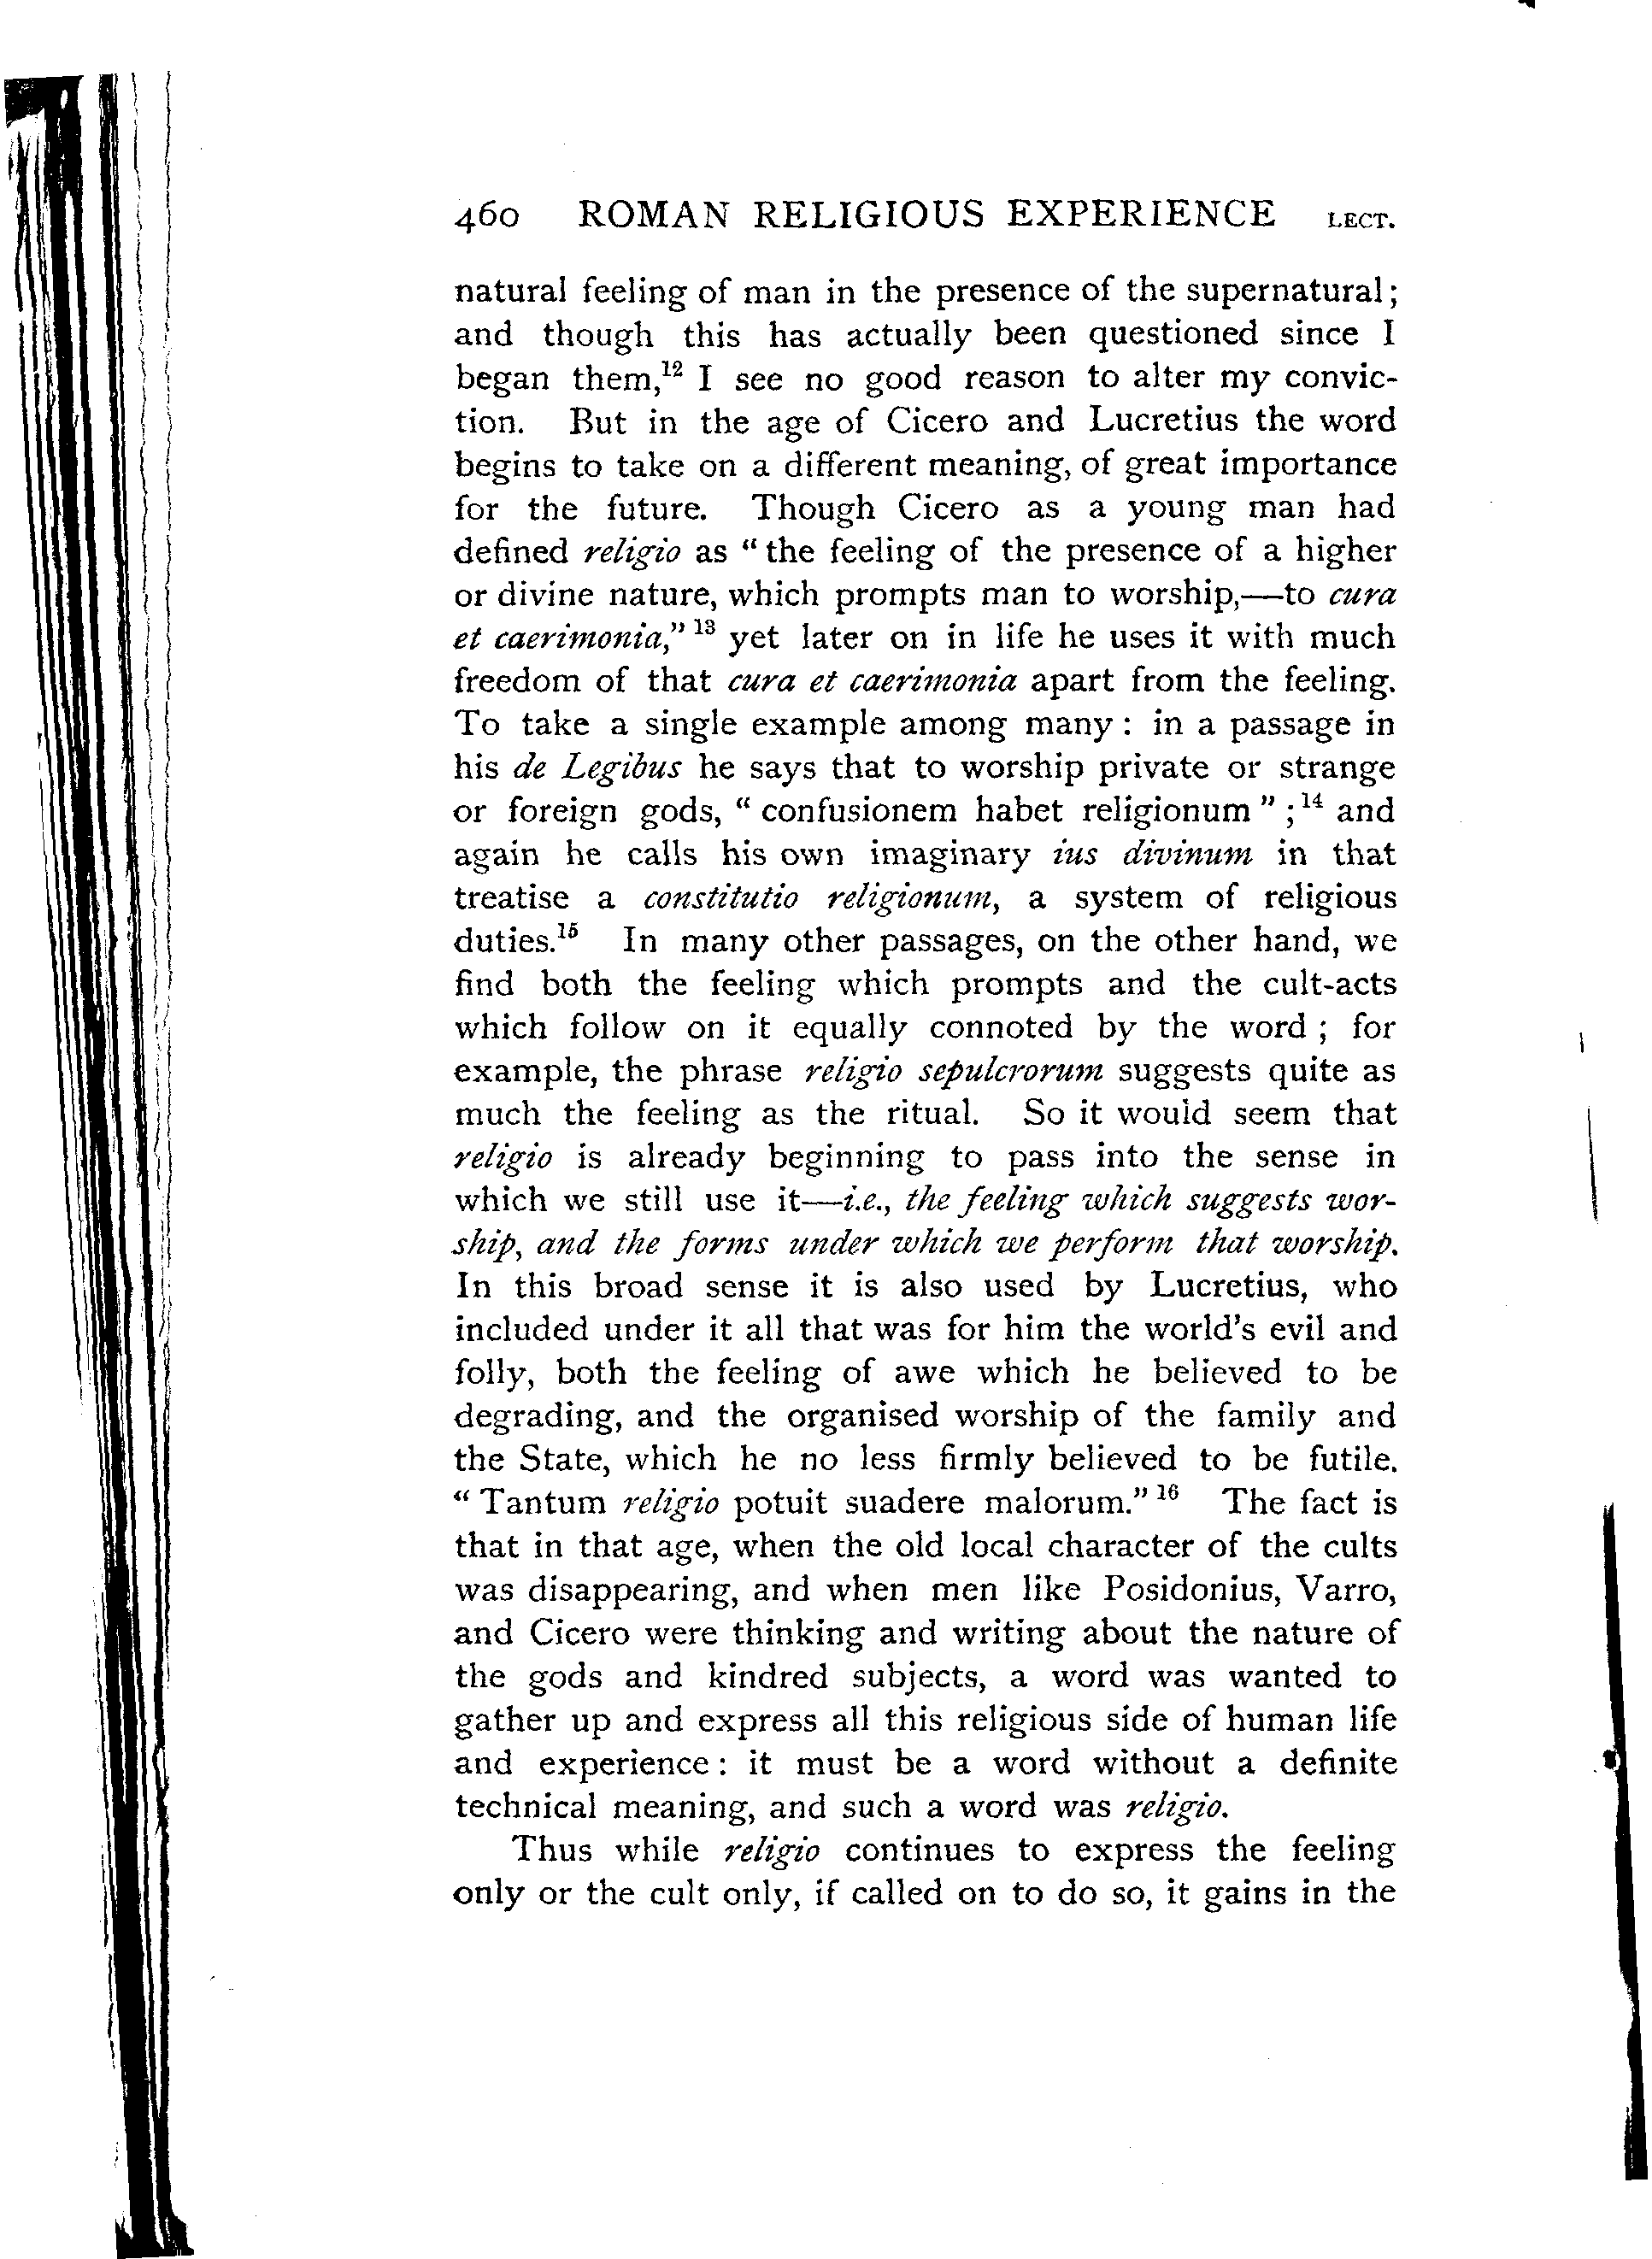 460 ROMAN RELIGIOUS EXPERIENCE LECT.
natural feeling of man in the presence of the supernatural;
and though this has actually been questioned since I
began them,¹² I see no good reason to alter my convic-
tion. But in the age of Cicero and Lucretius the word
begins to take on a different meaning, of great importance
for the future. Though Cicero as a young man had
defined religio as “ the feeling of the presence of a higher
or divine nature, which prompts man to worship,—to cura
et caerimonia,” ¹³ yet later on in life he uses it with much
freedom of that cura et caerimonia apart from the feeling.
To take a single example among many : in a passage in
his de Legibus he says that to worship private or strange
or foreign gods, “ confusionem habet religionum ” ;¹⁴ and
again he calls his own imaginary ius divinum in that
treatise a constitutio religionum, a system of religious
duties.¹⁵ In many other passages, on the other hand, we
find both the feeling which prompts and the cult-acts
which follow on it equally connoted by the word ; for
example, the phrase religio sepulcrorum suggests quite as
much the feeling as the ritual. So it would seem that
religio is already beginning to pass into the sense in
which we still use it—i.e., the feeling which suggests wor-
ship, and the forms under which we perform that worship.
In this broad sense it is also used by Lucretius, who
included under it all that was for him the world's evil and
folly, both the feeling of awe which he believed to be
degrading, and the organised worship of the family and
the State, which he no less firmly believed to be futile.
“ Tantum religio potuit suadere malorum.” ¹⁶ The fact is
that in that age, when the old local character of the cults
was disappearing, and when men like Posidonius, Varro,
and Cicero were thinking and writing about the nature of
the gods and kindred subjects, a word was wanted to
gather up and express all this religious side of human life
and experience : it must be a word without a definite
technical meaning, and such a word was religio.
Thus while religio continues to express the feeling
only or the cult only, if called on to do so, it gains in the